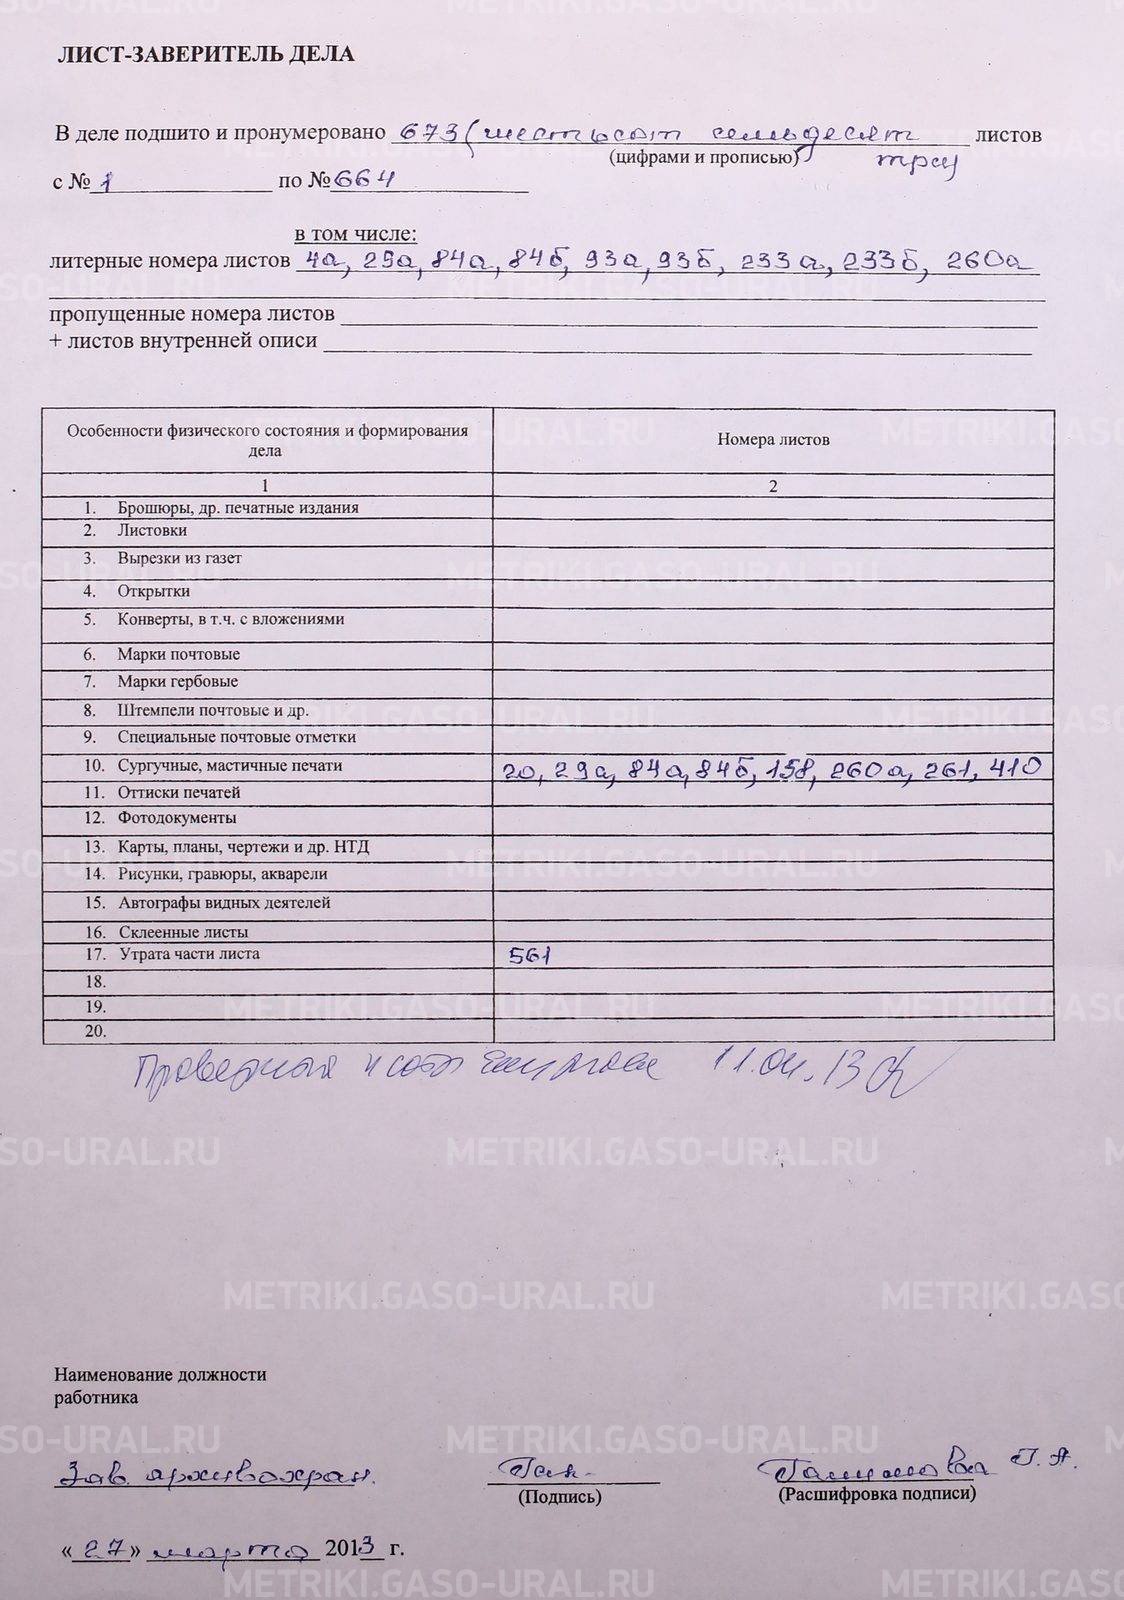 ЛИСТ-ЗАВЕРИТЕЛЬ ДЕЛА
В деле подшито и пронумеровано 673 (шестьсот семьдесят листов
(цифрами и прописью) три)
с № 1 по № 664
в том числе:
литерные номера листов 4а, 29а, 84а, 84б, 93а, 93б, 233а, 233б, 260а
пропущенные номера листов
+ листов внутренней описи
Особенности физического состояния и формирования дела Номера листов
1 2
1. Брошюры, др. печатные издания
2. Листовки
3. Вырезки из газет
4. Открытки
5. Конверты, в т.ч. с вложениями
6. Марки почтовые
7. Марки гербовые
8. Штемпели почтовые и др.
9. Специальные почтовые отметки
10. Сургучные, мастичные печати 20, 29а, 84а, 84б, 158, 260а, 261, 410
11. Оттиски печатей
12. Фотодокументы
13. Карты, планы, чертежи и др. НТД
14. Рисунки, гравюры, акварели
15. Автографы видных деятелей
16. Склеенные листы
17. Утрата части листа 561
18.
19.
20.
11.04.13
Наименование должности
работника
Зав. архивохран.
(Подпись) (Расшифровка подписи)
«27» марта 2013 г.
METRIKI.GASO-URAL.RU